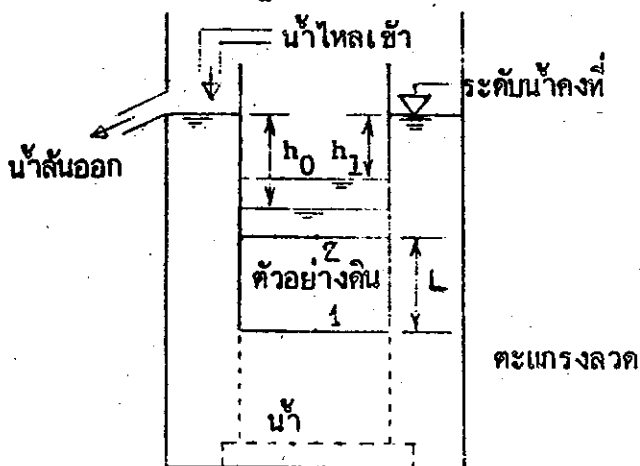 น้ำไหลเข้า
ระดับน้ำคงที่
น้ำล้นออก
h0 h1
2
ตัวอย่างดิน
L
1
ตะแกรงลวด
น้ำ